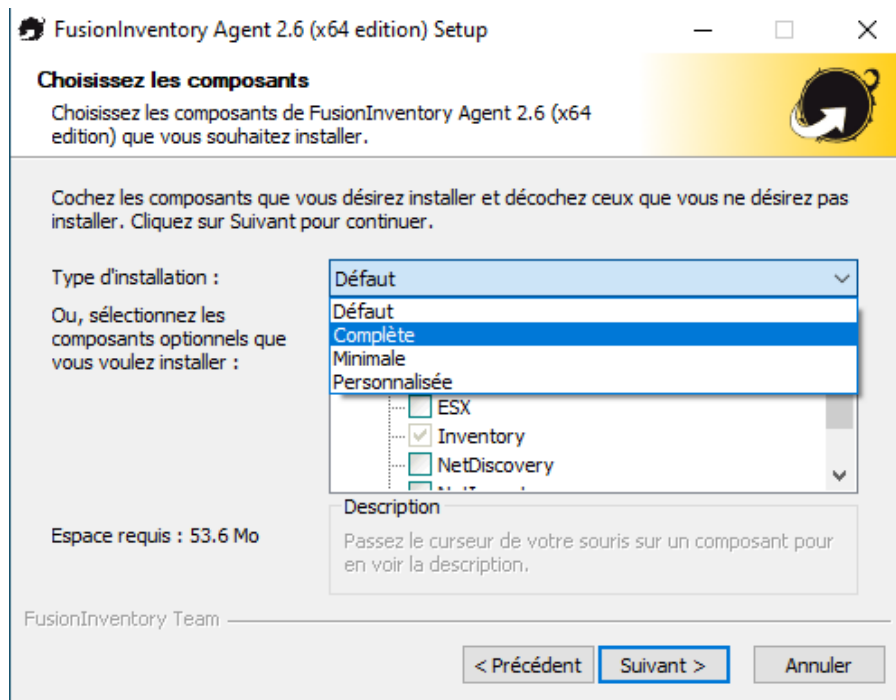 FusionInventory Agent 2.6 (x64 edition) Setup
Choisissez les composants
Choisissez les composants de FusionInventory Agent 2.6 (x64
edition) que vous souhaitez installer.
Cochez les composants que vous désirez installer et décochez ceux que vous ne désirez pas
installer. Cliquez sur Suivant pour continuer.
Type d'installation :
Défaut
Défaut
Complète
Minimale
Personnalisée
Ou, sélectionnez les
composants optionnels que
vous voulez installer :
ESX
Inventory
NetDiscovery
Description
Passez le curseur de votre souris sur un composant pour
en voir la description.
Espace requis : 53.6 Mo
FusionInventory Team
< Précédent
Suivant >
Annuler